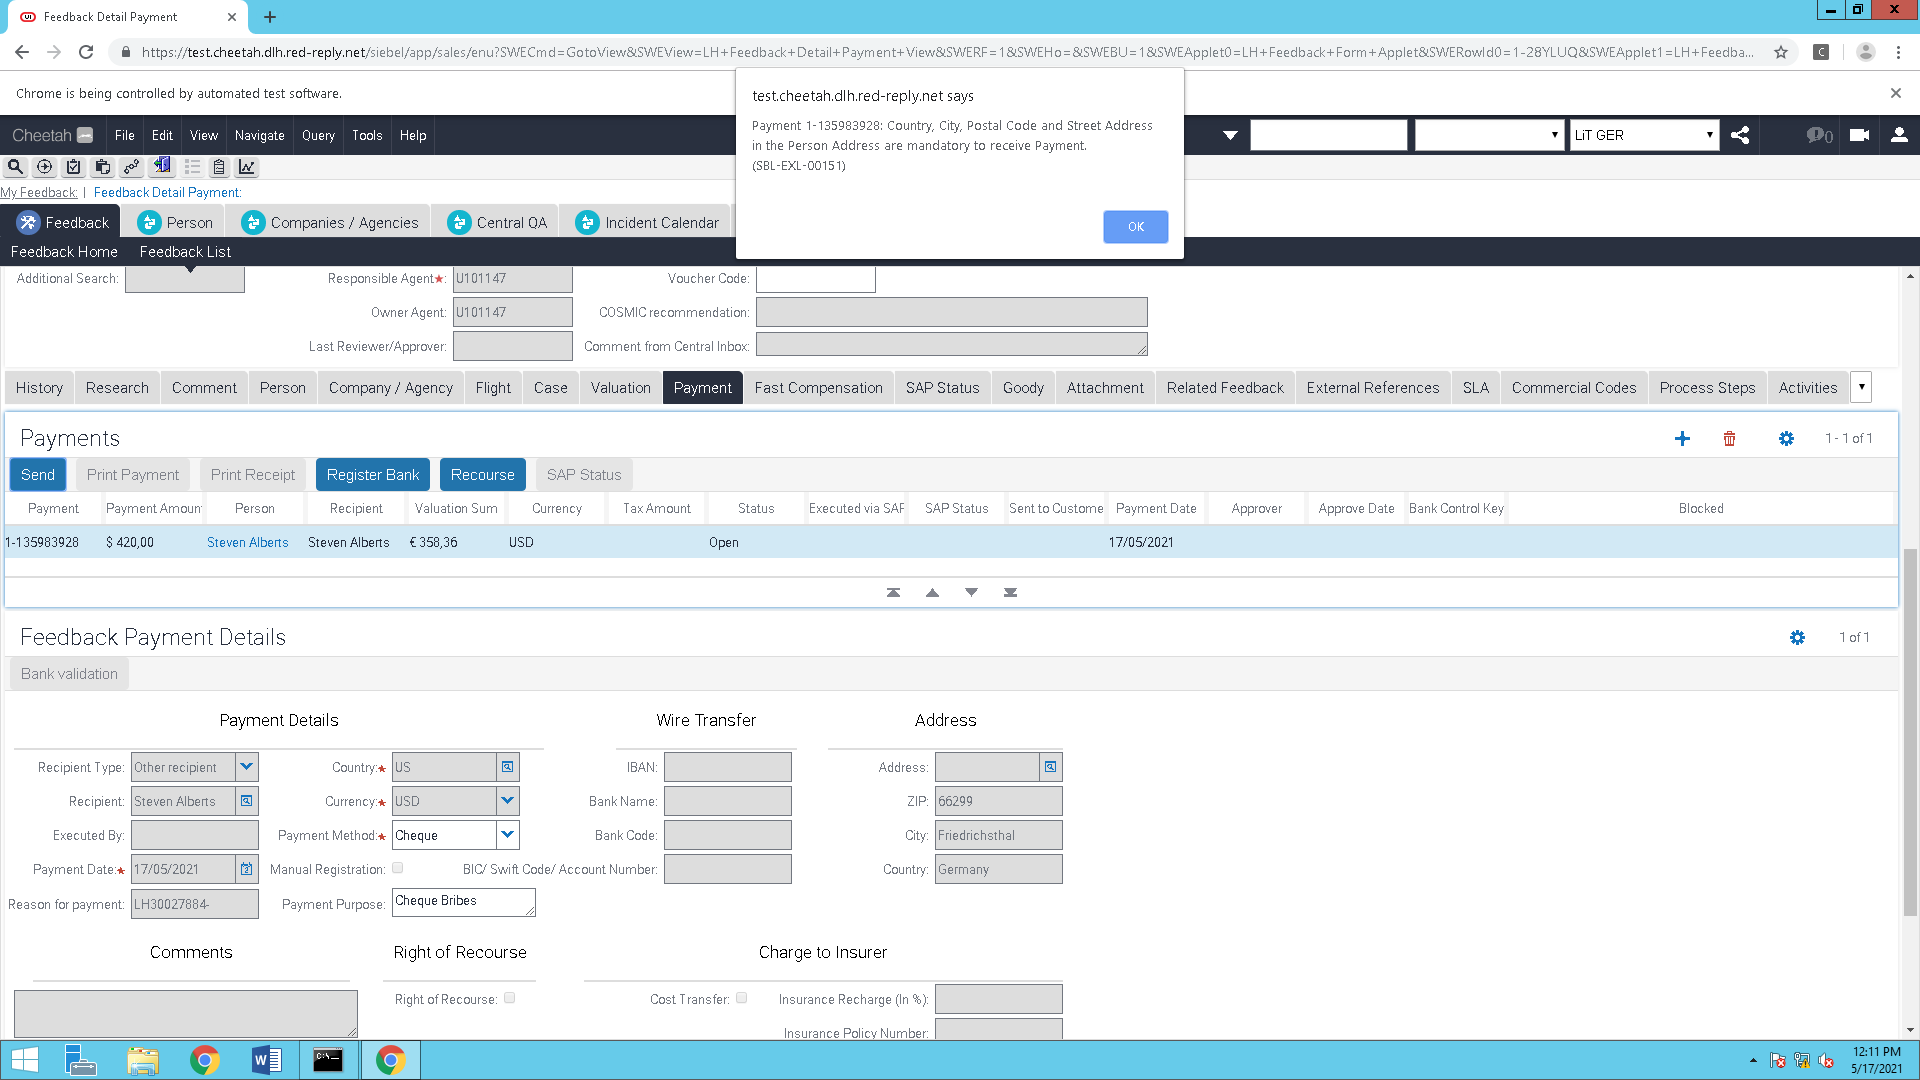 Feedback Detail Payment
https://test.cheetah.dlh.red-reply.net/siebel/app/sales/enu?SWECmd=GotoView&SWEView=LH+Feedback+Detail+Payment+View&SWERF=1&SWEHo=&SWEBU=1&SWEApplet0=LH+Feedback+Form+Applet&SWERowId0=1-28YLUQ&SWEApplet1=LH+Feedba...
Chrome is being controlled by automated test software.
test.cheetah.dlh.red-reply.net says
Payment 1-135983928: Country, City, Postal Code and Street Address
in the Person Address are mandatory to receive Payment.
(SBL-EXL-00151)
OK
Cheetah File Edit View Navigate Query Tools Help LiT GER 0
My Feedback: | Feedback Detail Payment:
Feedback Person Companies / Agencies Central QA Incident Calendar
Feedback Home Feedback List
Additional Search: Responsible Agent★: U101147 Voucher Code:
Owner Agent: U101147 COSMIC recommendation:
Last Reviewer/Approver: Comment from Central Inbox:
History Research Comment Person Company / Agency Flight Case Valuation Payment Fast Compensation SAP Status Goody Attachment Related Feedback External References SLA Commercial Codes Process Steps Activities
Payments 1 - 1 of 1
Send Print Payment Print Receipt Register Bank Recourse SAP Status
Payment Payment Amoun Person Recipient Valuation Sum Currency Tax Amount Status Executed via SAF SAP Status Sent to Custome Payment Date Approver Approve Date Bank Control Key Blocked
1-135983928 $ 420,00 Steven Alberts Steven Alberts € 358,36 USD Open 17/05/2021
Feedback Payment Details 1 of 1
Bank validation
Payment Details Wire Transfer Address
Recipient Type: Other recipient Country:★ US IBAN: Address:
Recipient: Steven Alberts Currency:★ USD Bank Name: ZIP: 66299
Executed By: Payment Method:★ Cheque Bank Code: City: Friedrichsthal
Payment Date:★ 17/05/2021 Manual Registration: BIC/ Swift Code/ Account Number: Country: Germany
Reason for payment: LH30027884- Payment Purpose: Cheque Bribes
Comments Right of Recourse Charge to Insurer
Right of Recourse: Cost Transfer: Insurance Recharge (In %):
Insurance Policy Number:
12:11 PM
5/17/2021